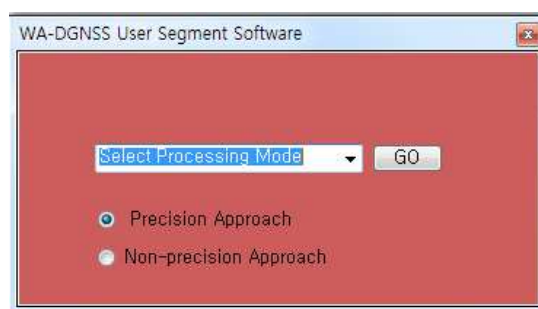 WA-DGNSS User Segment Software
Select Processing Mode
GO
Precision Approach
Non-precision Approach